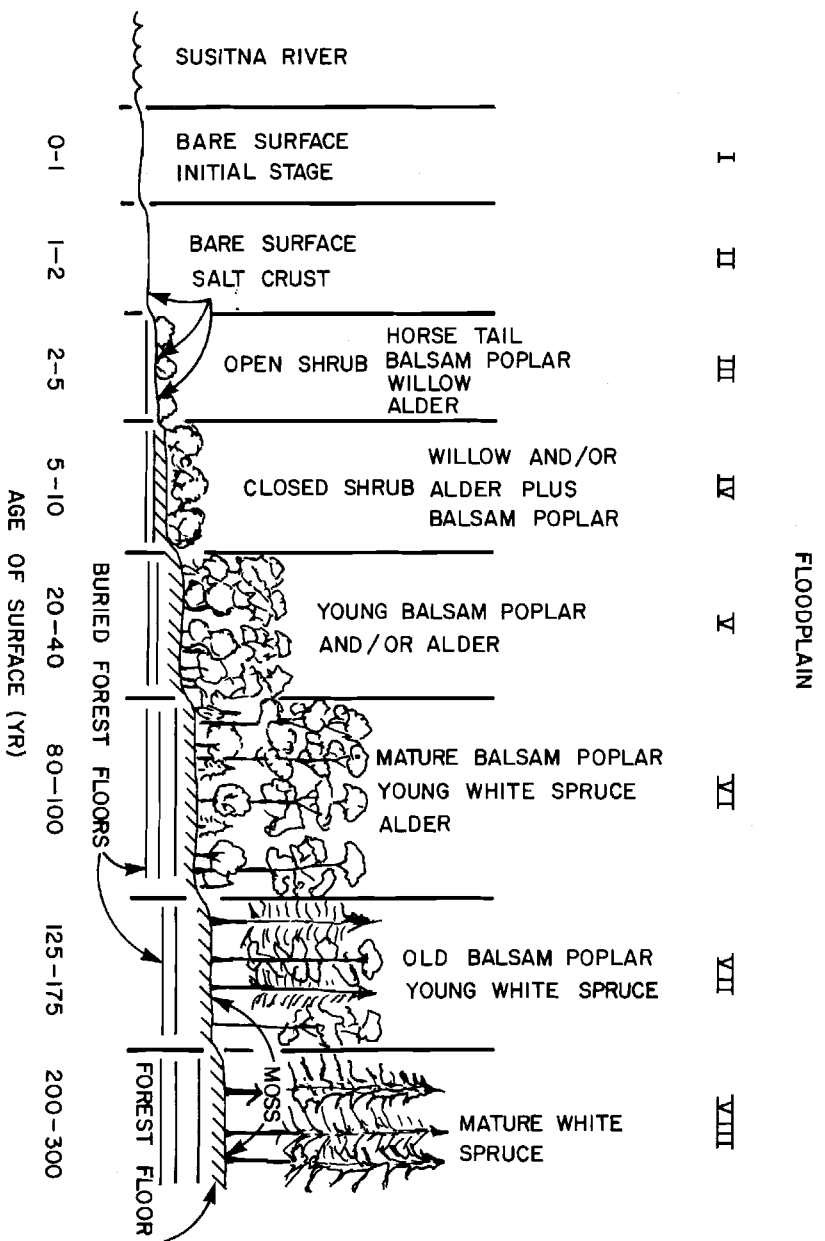 FLOODPLAIN
I
II
III
IV
V
VI
VII
VIII
SUSITNA RIVER
BARE SURFACE
INITIAL STAGE
BARE SURFACE
SALT CRUST
OPEN SHRUB
HORSE TAIL
BALSAM POPLAR
WILLOW
ALDER
CLOSED SHRUB
WILLOW AND/OR
ALDER PLUS
BALSAM POPLAR
YOUNG BALSAM POPLAR
AND/OR ALDER
MATURE BALSAM POPLAR
YOUNG WHITE SPRUCE
ALDER
OLD BALSAM POPLAR
YOUNG WHITE SPRUCE
MATURE WHITE
SPRUCE
MOSS
FOREST FLOOR
BURIED FOREST FLOORS
0-1
1-2
2-5
5-10
20-40
80-100
125-175
200-300
AGE OF SURFACE (YR)